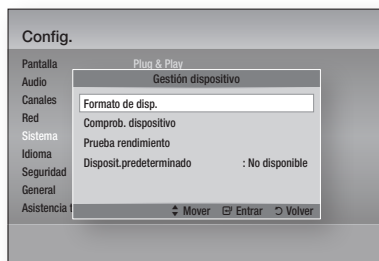 Config.
Pantalla
Plug & Play
Audio
Gestión dispositivo
Canales
Formato de disp.
Red
Comprob. dispositivo
Sistema
Prueba rendimiento
Idioma
Disposit.predeterminado : No disponible
Seguridad
General
Asistencia
Mover Entrar Volver